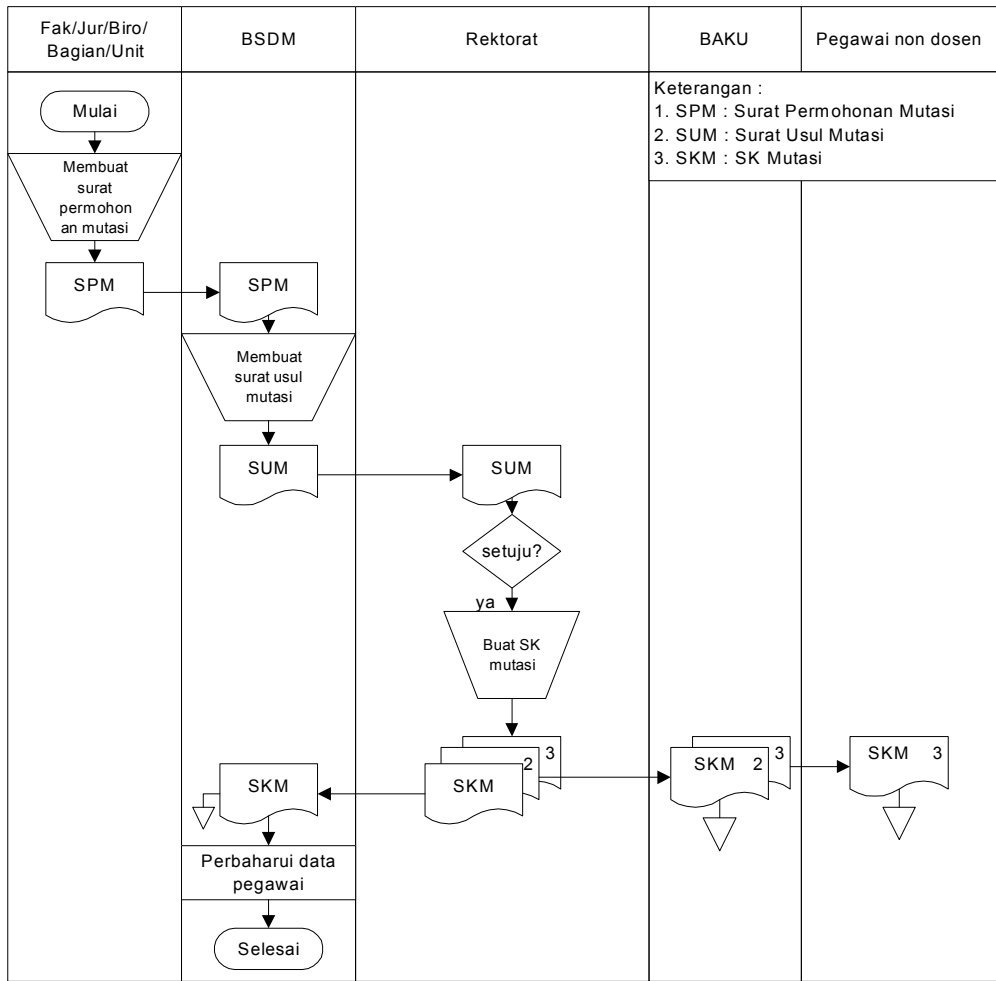 Fak/Jur/Biro/
Bagian/Unit
BSDM
Rektorat
BAKU
Pegawai non dosen
Keterangan :
1. SPM : Surat Permohonan Mutasi
2. SUM : Surat Usul Mutasi
3. SKM : SK Mutasi
Mulai
Membuat
surat
permohon
an mutasi
SPM
SPM
Membuat
surat usul
mutasi
SUM
SUM
setuju?
ya
Buat SK
mutasi
3
2
SKM
SKM
3
SKM 2
SKM 3
Perbaharui data
pegawai
Selesai